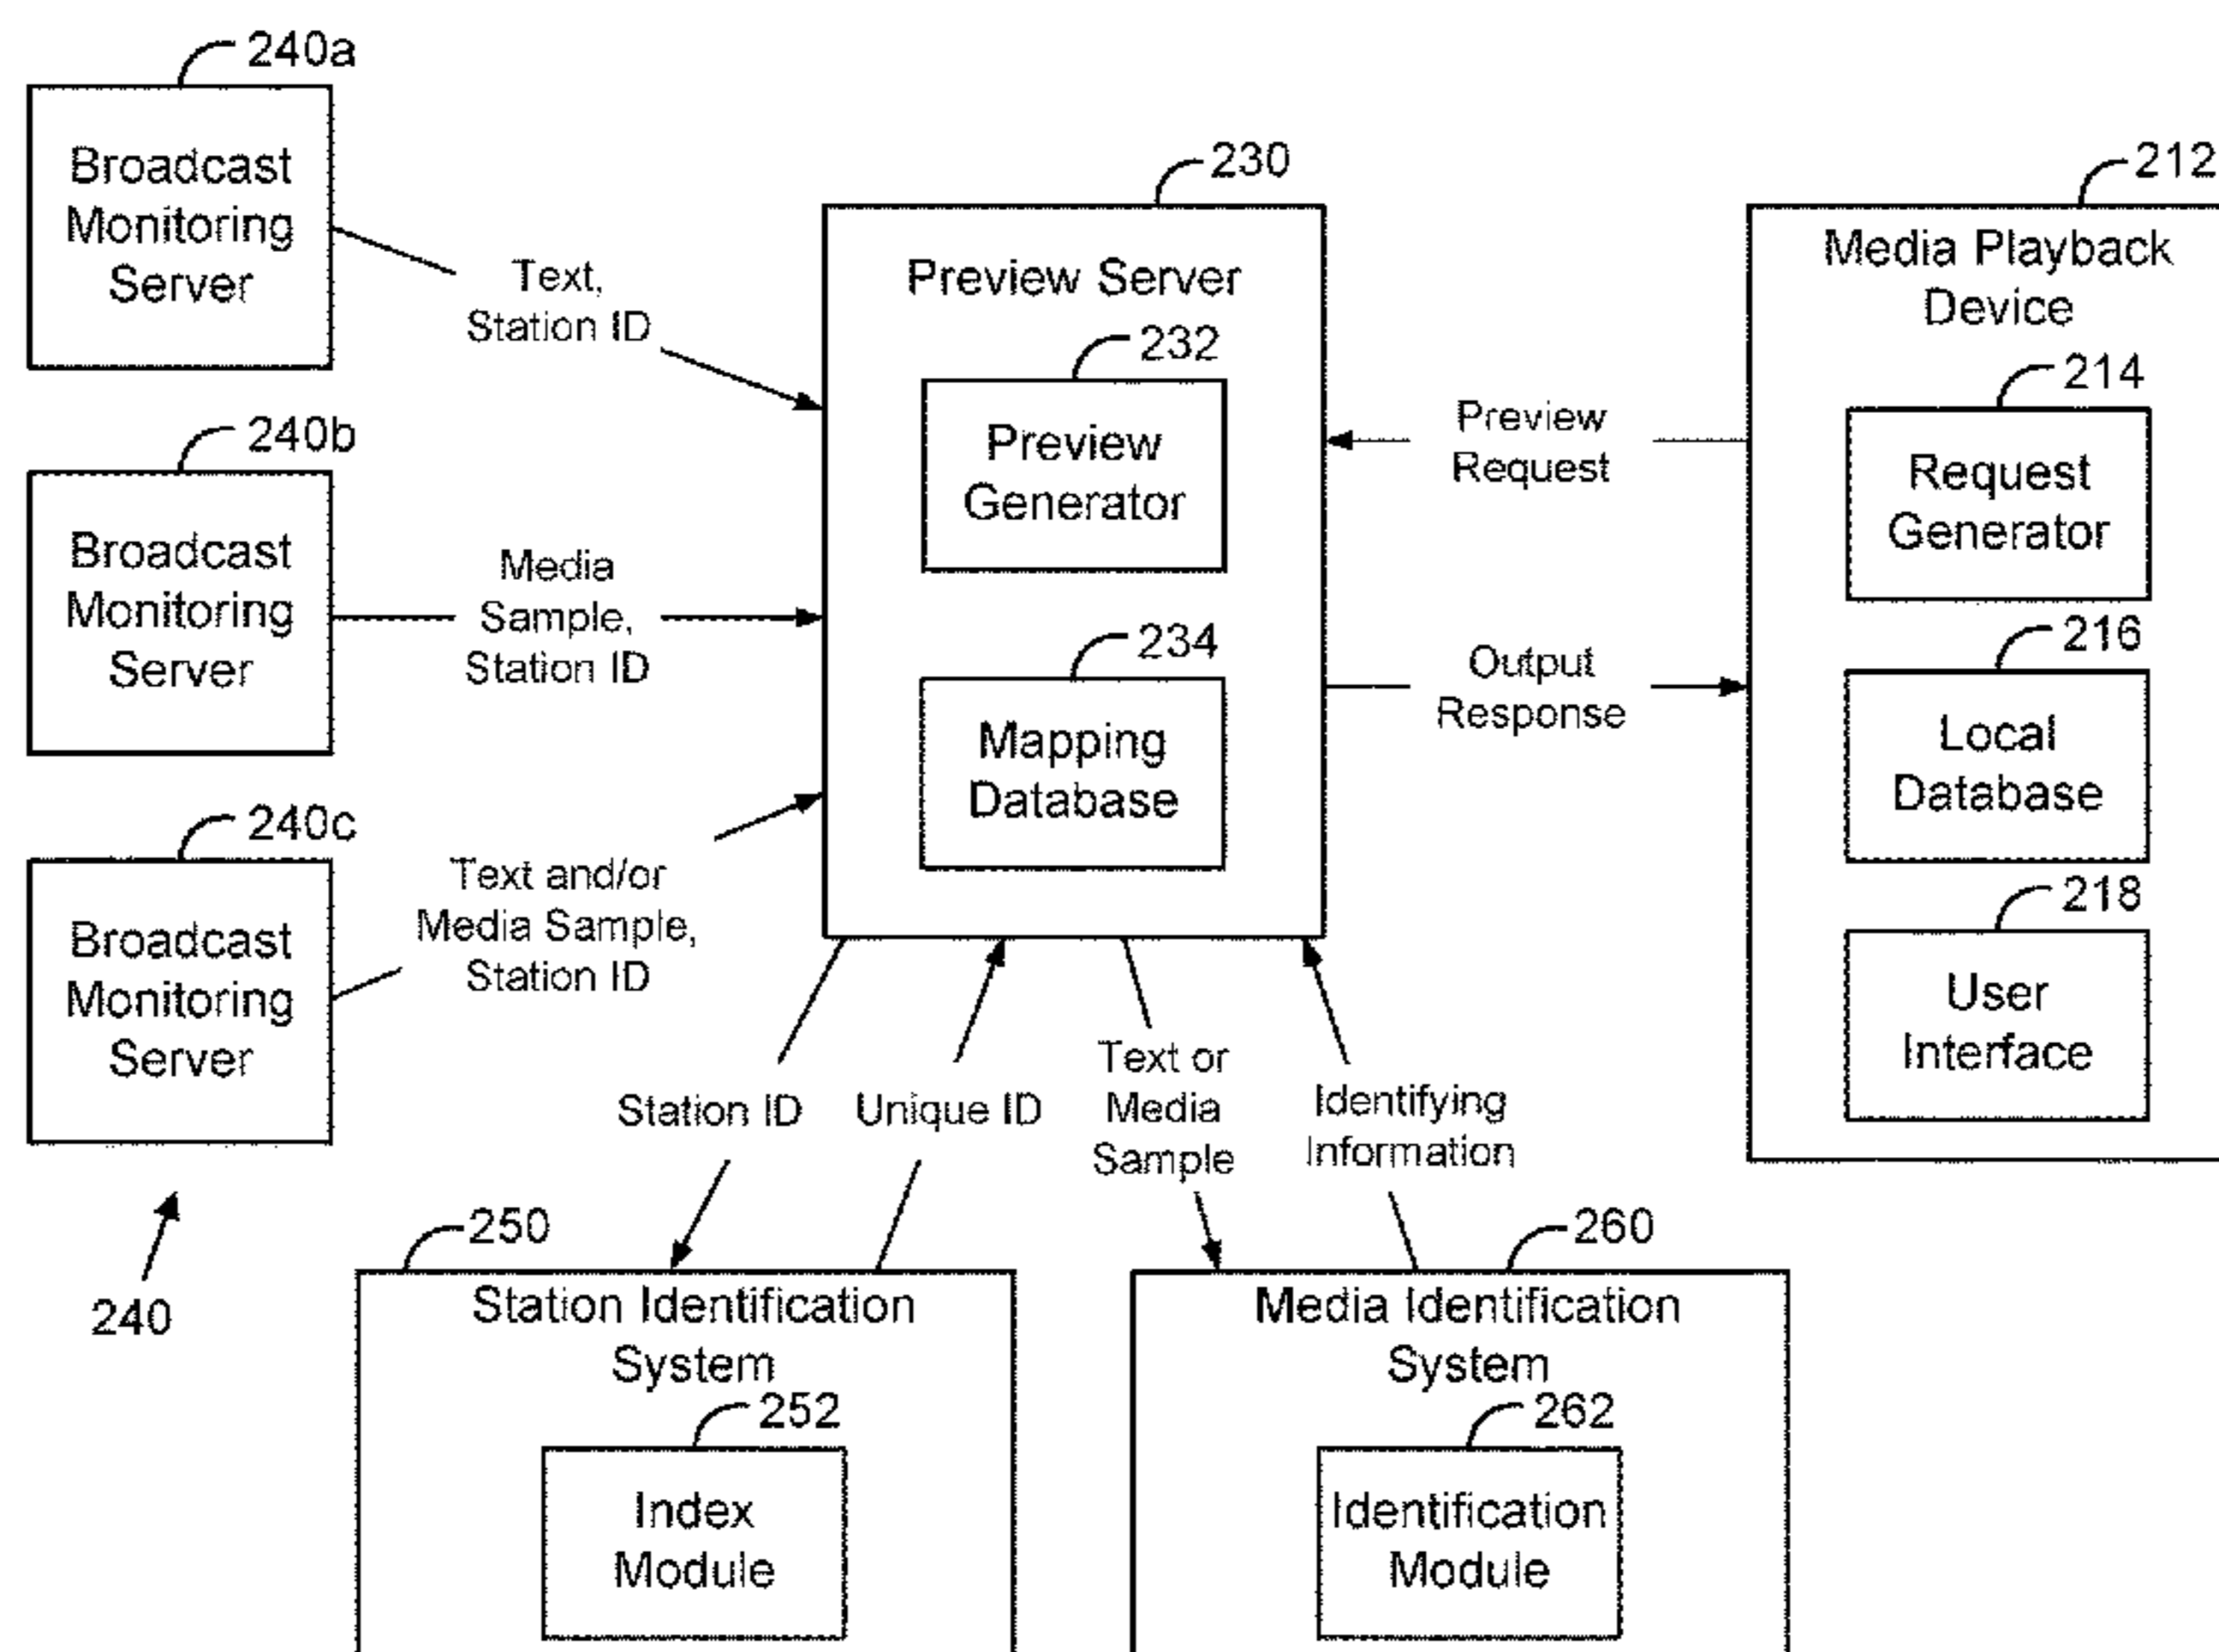 240a
Broadcast
Monitoring
Server
Text,
Station ID
240b
Broadcast
Monitoring
Server
Media
Sample,
Station ID
240c
Broadcast
Monitoring
Server
Text and/or
Media Sample,
Station ID
240
230
Preview Server
232
Preview
Generator
234
Mapping
Database
Preview
Request
Output
Response
212
Media Playback
Device
214
Request
Generator
216
Local
Database
218
User
Interface
Station ID
Unique ID
Text or
Media
Sample
Identifying
Information
250
Station Identification
System
252
Index
Module
260
Media Identification
System
262
Identification
Module